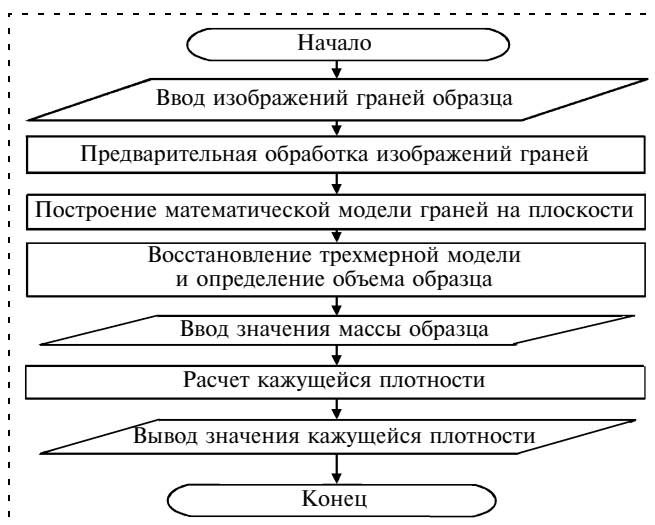 Начало
Ввод изображений граней образца
Предварительная обработка изображений граней
Построение математической модели граней на плоскости
Восстановление трехмерной модели
и определение объема образца
Ввод значения массы образца
Расчет кажущейся плотности
Вывод значения кажущейся плотности
Конец